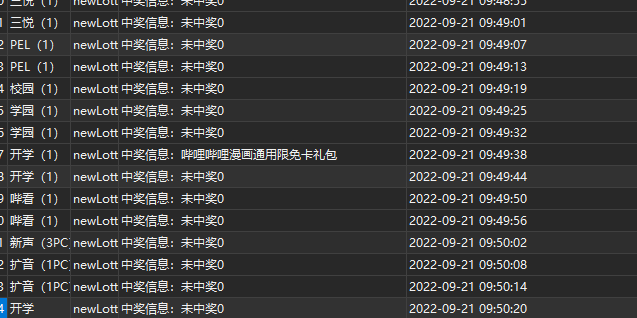 三悦（1） newLott 中奖信息：未中奖0 2022-09-21 09:48:55
1 三悦（1） newLott 中奖信息：未中奖0 2022-09-21 09:49:01
2 PEL（1） newLott 中奖信息：未中奖0 2022-09-21 09:49:07
3 PEL（1） newLott 中奖信息：未中奖0 2022-09-21 09:49:13
4 校园（1） newLott 中奖信息：未中奖0 2022-09-21 09:49:19
5 学园（1） newLott 中奖信息：未中奖0 2022-09-21 09:49:25
6 学园（1） newLott 中奖信息：未中奖0 2022-09-21 09:49:32
7 开学（1） newLott 中奖信息：哔哩哔哩漫画通用限免卡礼包 2022-09-21 09:49:38
8 开学（1） newLott 中奖信息：未中奖0 2022-09-21 09:49:44
9 哔看（1） newLott 中奖信息：未中奖0 2022-09-21 09:49:50
0 哔看（1） newLott 中奖信息：未中奖0 2022-09-21 09:49:56
1 新声（3PC newLott 中奖信息：未中奖0 2022-09-21 09:50:02
2 扩音（1PC newLott 中奖信息：未中奖0 2022-09-21 09:50:08
3 扩音（1PC newLott 中奖信息：未中奖0 2022-09-21 09:50:14
4 开学 newLott 中奖信息：未中奖0 2022-09-21 09:50:20